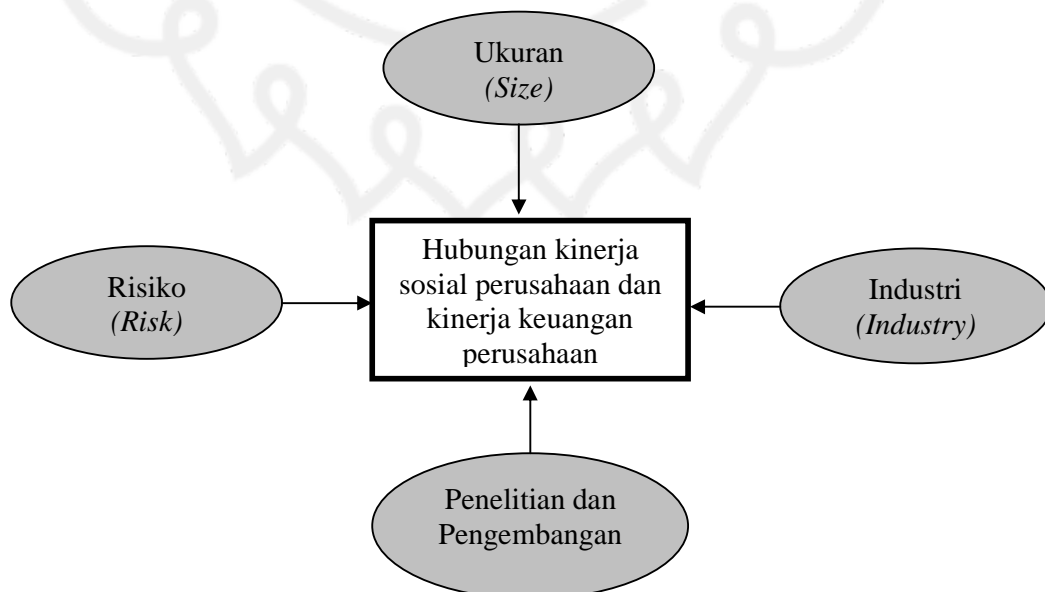 Ukuran
(Size)
Hubungan kinerja
sosial perusahaan dan
kinerja keuangan
perusahaan
Risiko
(Risk)
Industri
(Industry)
Penelitian dan
Pengembangan